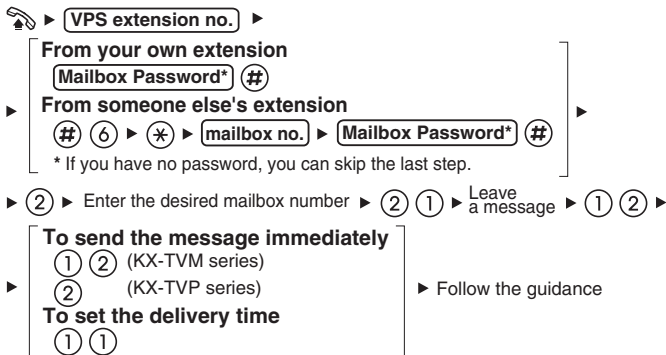 VPS extension no.
From your own extension
Mailbox Password* #
From someone else's extension
# 6 * mailbox no. Mailbox Password* #
* If you have no password, you can skip the last step.
2 Enter the desired mailbox number 2 1 Leave a message 1 2
To send the message immediately
1 2 (KX-TVM series)
2 (KX-TVP series)
Follow the guidance
To set the delivery time
1 1